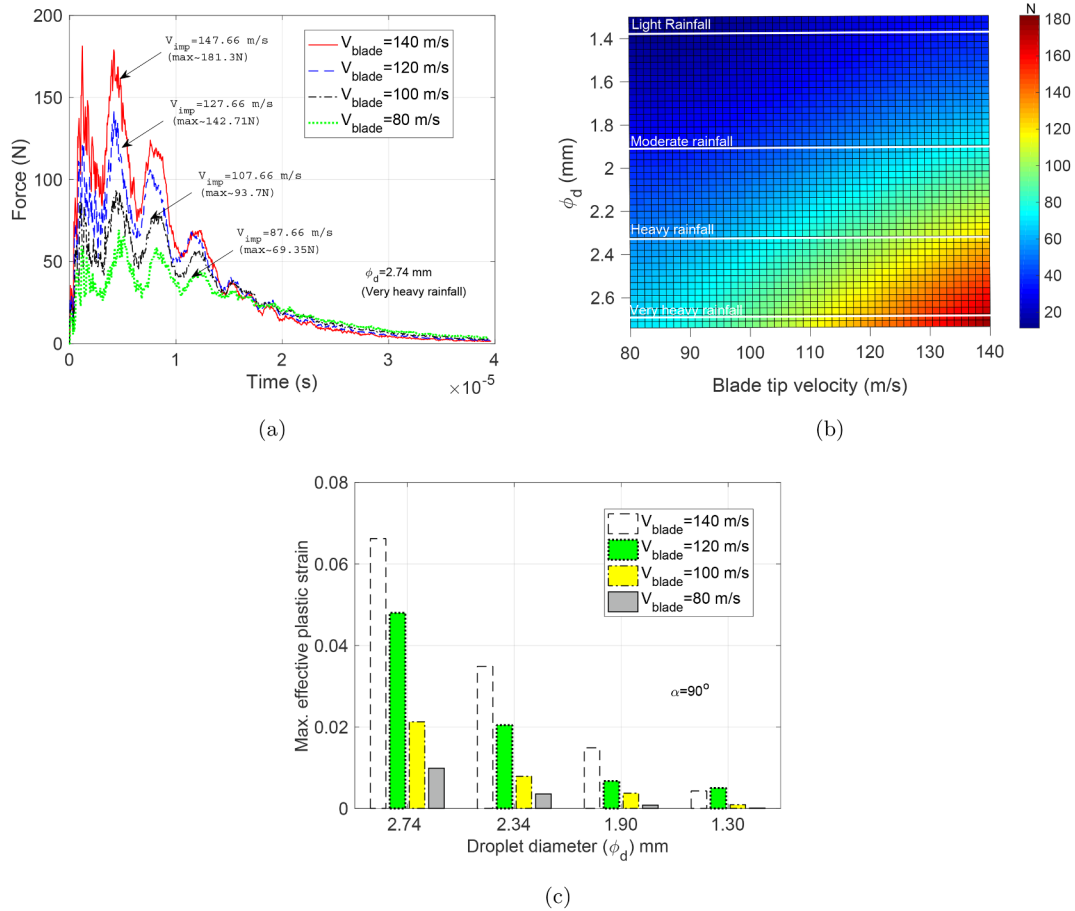 (a)
200
150
100
50
0
Force (N)
V_imp=147.66 m/s
(max~181.3N)
V_imp=127.66 m/s
(max~142.71N)
V_imp=107.66 m/s
(max~93.7N)
V_imp=87.66 m/s
(max~69.35N)
V_blade=140 m/s
V_blade=120 m/s
V_blade=100 m/s
V_blade=80 m/s
ϕ_d=2.74 mm
(Very heavy rainfall)
0 1 2 3 4
Time (s)
×10^-5
(a)
(b)
N
Light Rainfall
Moderate rainfall
Heavy rainfall
Very heavy rainfall
1.4
1.6
1.8
2
2.2
2.4
2.6
ϕ_d (mm)
80 90 100 110 120 130 140
Blade tip velocity (m/s)
180
160
140
120
100
80
60
40
20
(b)
(c)
0.08
0.06
0.04
0.02
0
Max. effective plastic strain
V_blade=140 m/s
V_blade=120 m/s
V_blade=100 m/s
V_blade=80 m/s
α=90°
2.74 2.34 1.90 1.30
Droplet diameter (ϕ_d) mm
(c)